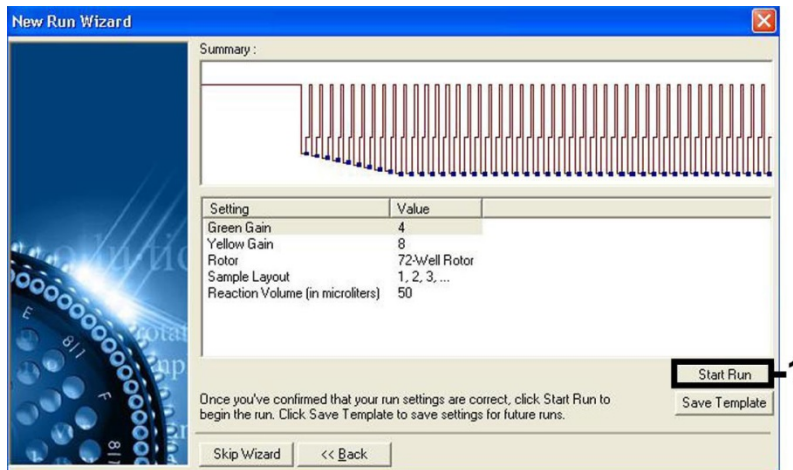 New Run Wizard
Summary :
Setting Value
Green Gain 4
Yellow Gain 8
Rotor 72-Well Rotor
Sample Layout 1, 2, 3, ...
Reaction Volume (in microliters) 50
Start Run
1
Once you've confirmed that your run settings are correct, click Start Run to
begin the run. Click Save Template to save settings for future runs.
Save Template
Skip Wizard
<< Back
E
8/1
F